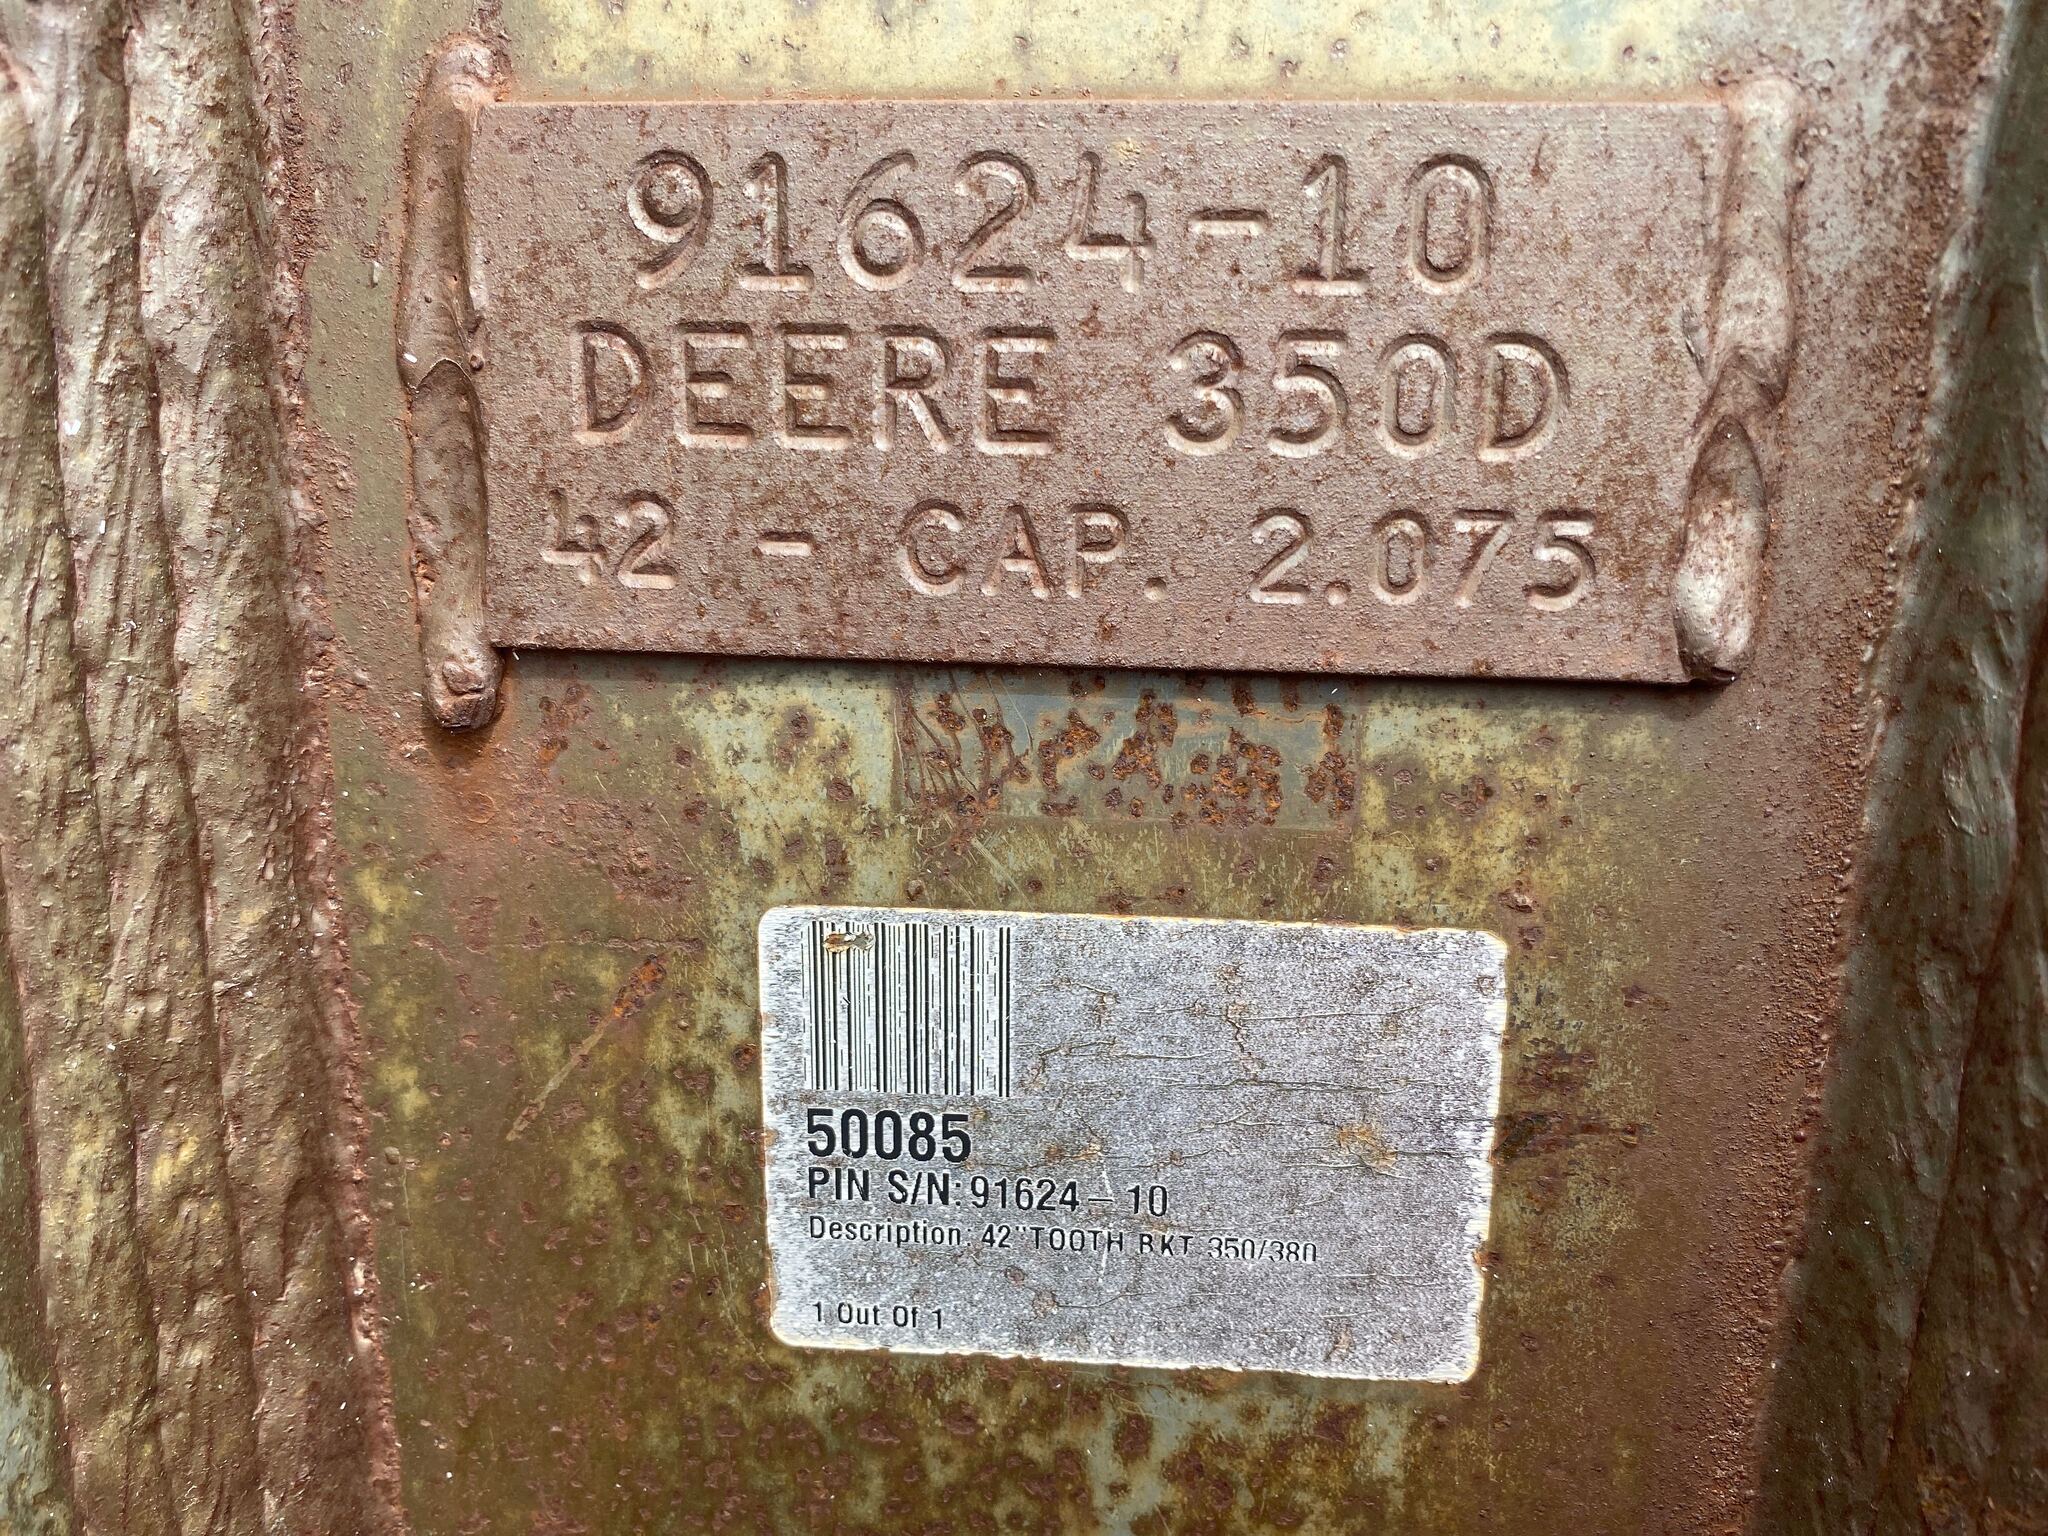 91624-10
DEERE 350D
42 - CAP. 2.075
50085
PIN S/N: 91624-10
Description: 42"TOOTH BKT 350/380
1 Out Of 1